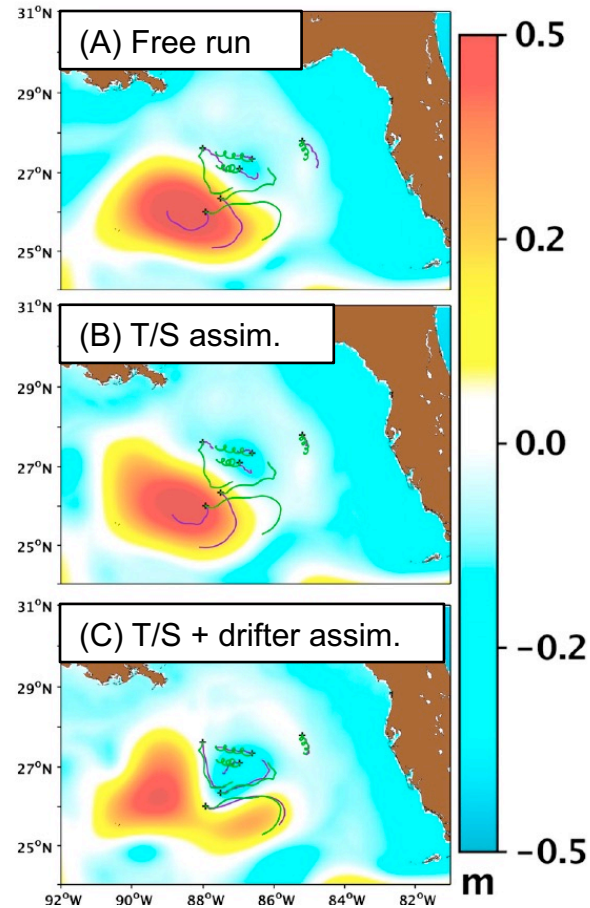 (A) Free run
31°N
29°N
27°N
25°N
(B) T/S assim.
31°N
29°N
27°N
25°N
(C) T/S + drifter assim.
31°N
29°N
27°N
25°N
92°W 90°W 88°W 86°W 84°W 82°W
0.5
0.2
0.0
−0.2
−0.5
m